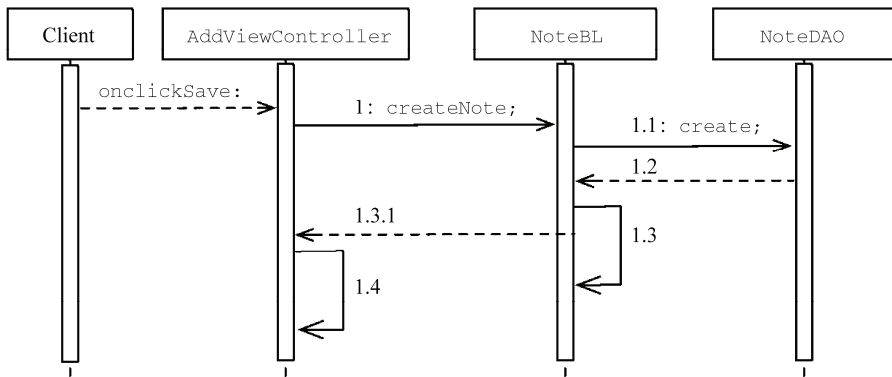 Client AddViewController NoteBL NoteDAO
onclickSave:
1: createNote;
1.1: create;
1.2
1.3.1
1.3
1.4